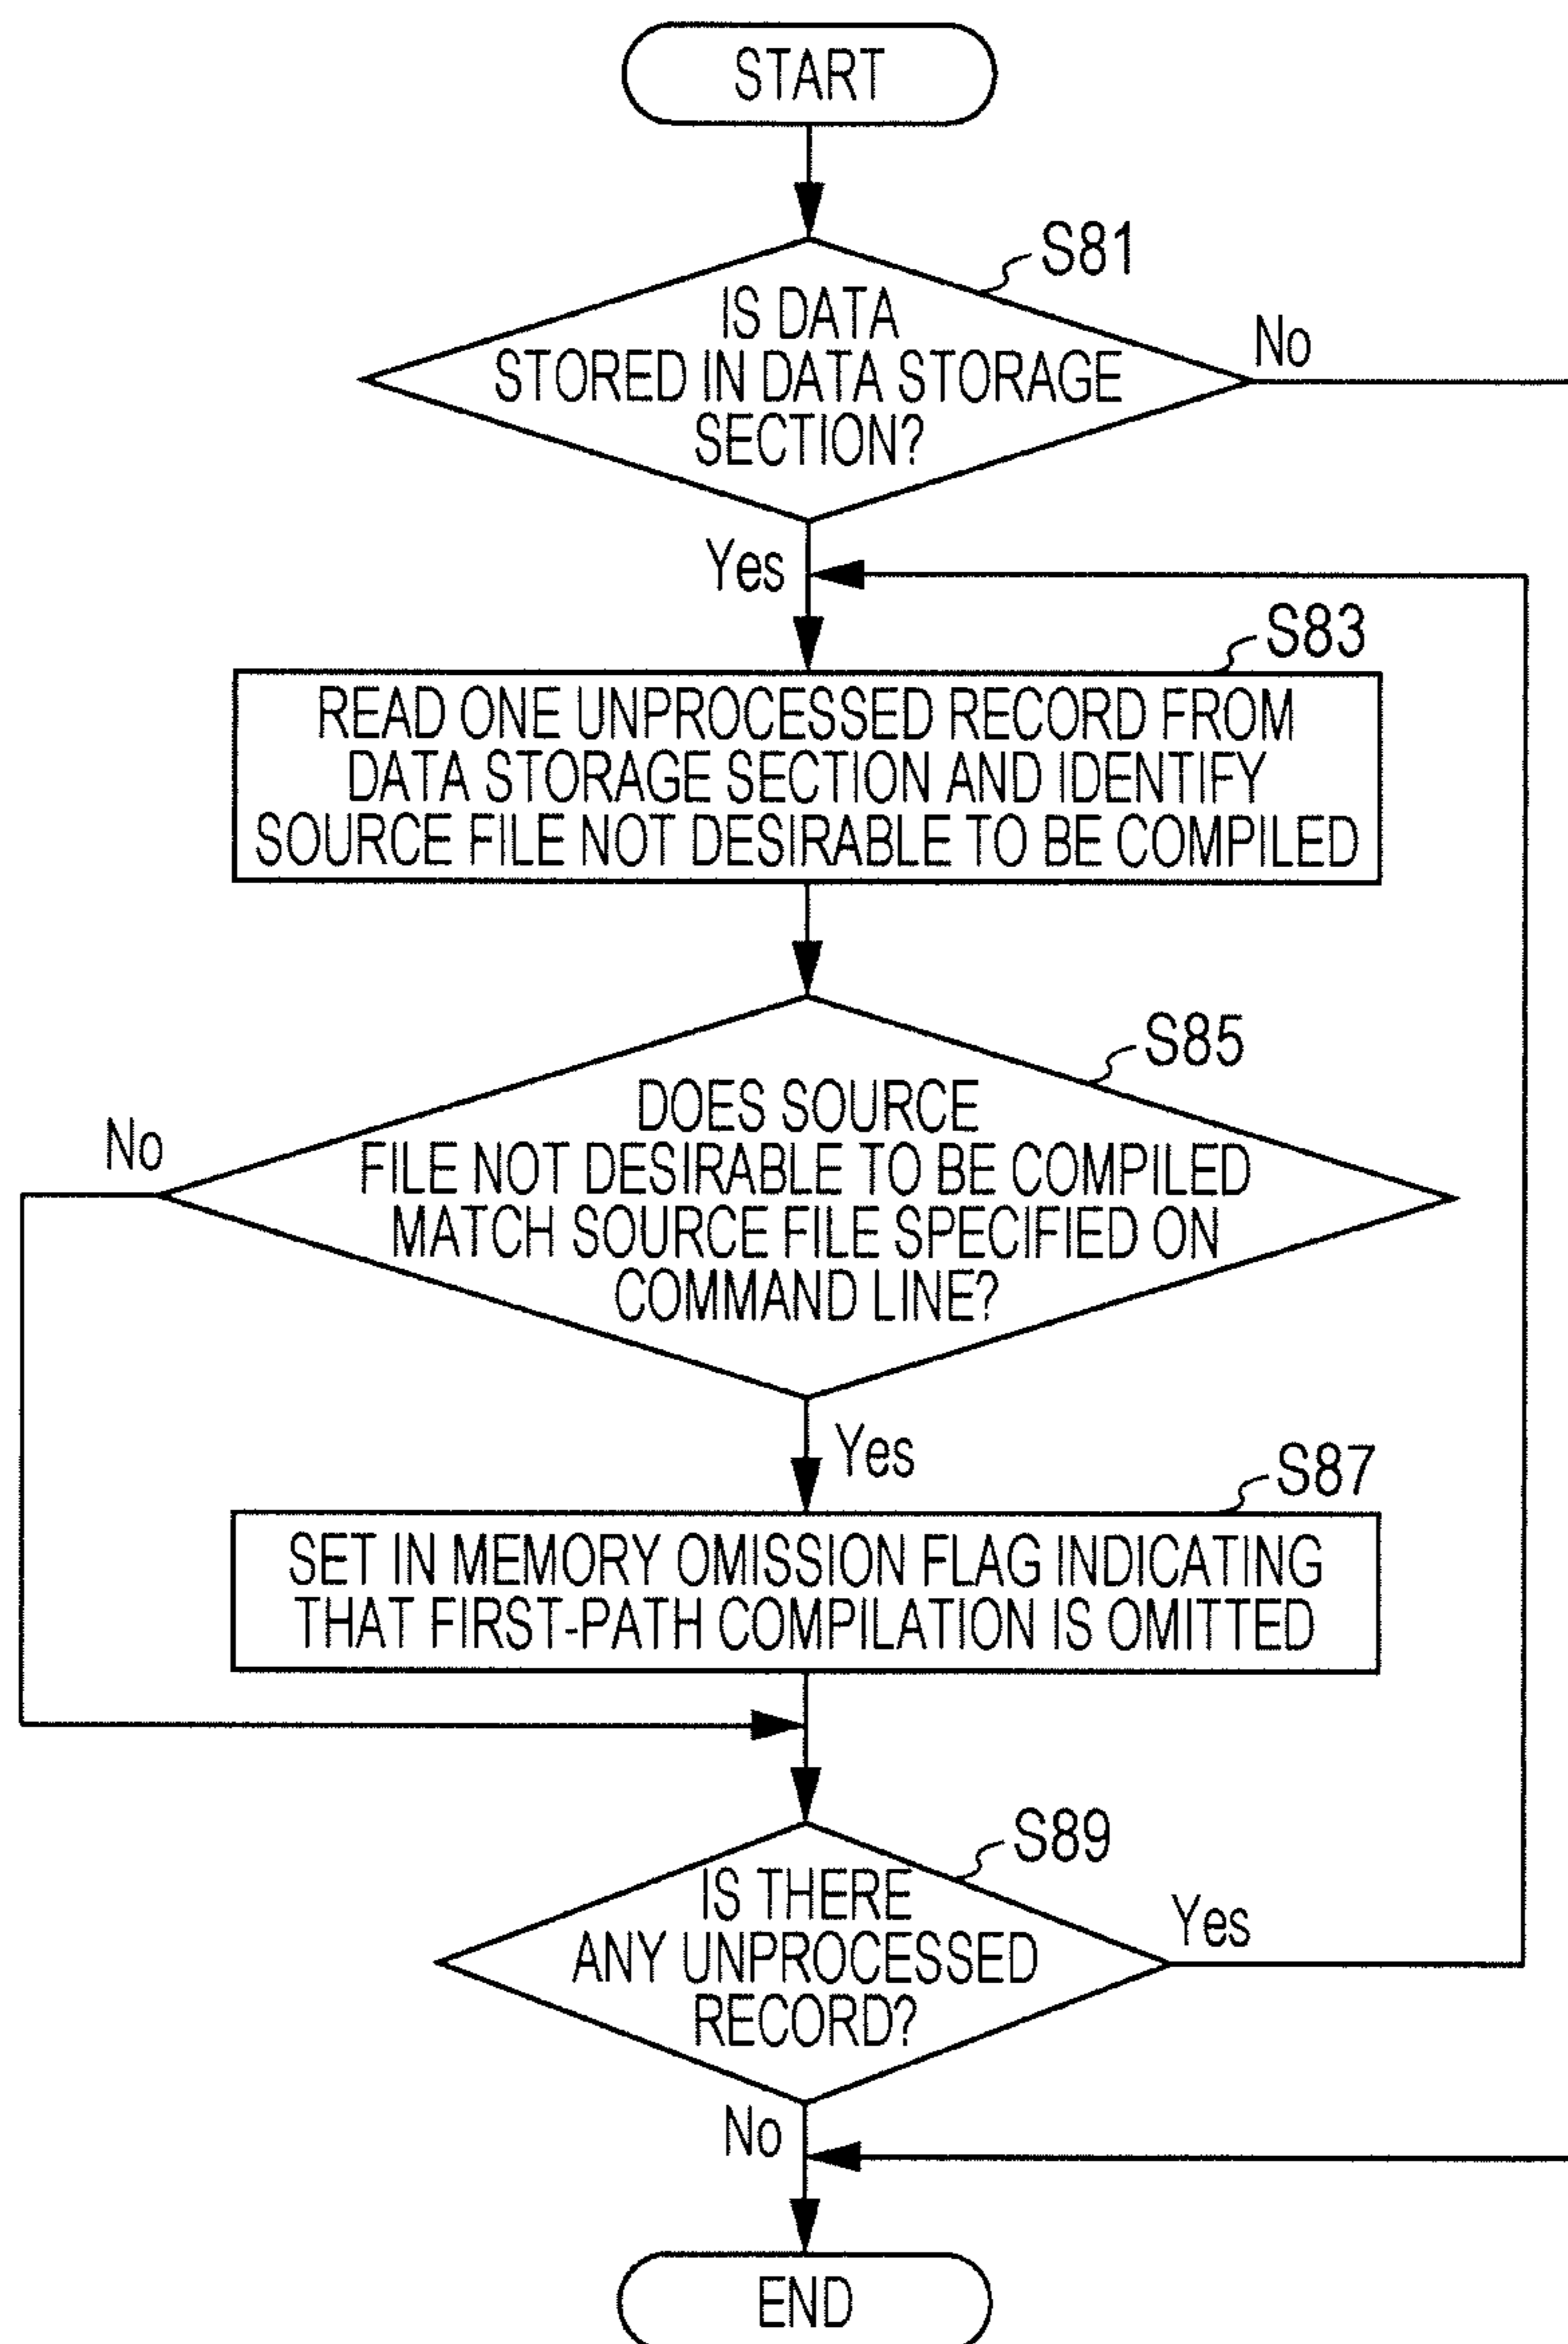 START
S81
IS DATA
STORED IN DATA STORAGE
SECTION?
No
Yes
S83
READ ONE UNPROCESSED RECORD FROM
DATA STORAGE SECTION AND IDENTIFY
SOURCE FILE NOT DESIRABLE TO BE COMPILED
S85
No
DOES SOURCE
FILE NOT DESIRABLE TO BE COMPILED
MATCH SOURCE FILE SPECIFIED ON
COMMAND LINE?
Yes
S87
SET IN MEMORY OMISSION FLAG INDICATING
THAT FIRST-PATH COMPILATION IS OMITTED
S89
IS THERE
ANY UNPROCESSED
RECORD?
Yes
No
END